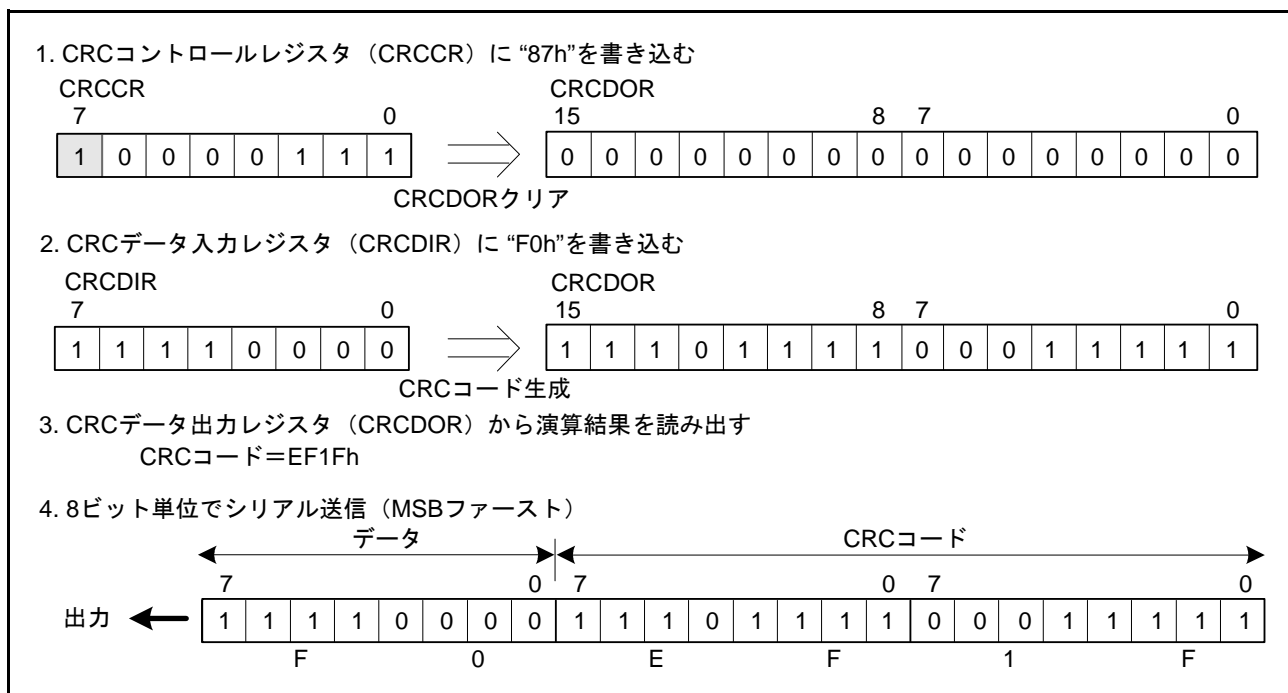 1. CRCコントロールレジスタ（CRCCR）に “87h”を書き込む
CRCCR CRCDOR
7 0 15 8 7 0
1 0 0 0 0 1 1 1 0 0 0 0 0 0 0 0 0 0 0 0 0 0 0 0
CRCDORクリア
2. CRCデータ入力レジスタ（CRCDIR）に “F0h”を書き込む
CRCDIR CRCDOR
7 0 15 8 7 0
1 1 1 1 0 0 0 0 1 1 1 0 1 1 1 1 0 0 0 1 1 1 1 1
CRCコード生成
3. CRCデータ出力レジスタ（CRCDOR）から演算結果を読み出す
CRCコード＝EF1Fh
4. 8ビット単位でシリアル送信（MSBファースト）
データ CRCコード
7 0 7 0 7 0
出力 1 1 1 1 0 0 0 0 1 1 1 0 1 1 1 1 0 0 0 1 1 1 1 1
F 0 E F 1 F